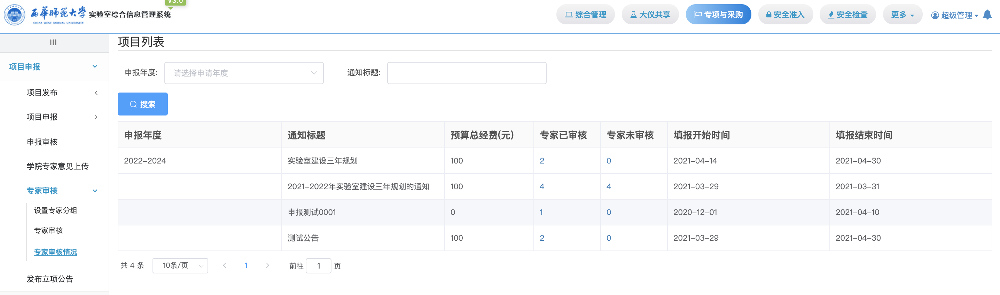 V3.0
西华师范大学
CHINA WEST NORMAL UNIVERSITY
实验室综合信息管理系统
综合管理
大仪共享
专项与采购
安全准入
安全检查
更多
超级管理
项目申报
项目发布
项目申报
申报审核
学院专家意见上传
专家审核
设置专家分组
专家审核
专家审核情况
发布立项公告
项目列表
申报年度: 请选择申请年度 通知标题:
搜索
申报年度 通知标题 预算总经费(元) 专家已审核 专家未审核 填报开始时间 填报结束时间
2022-2024 实验室建设三年规划 100 2 0 2021-04-14 2021-04-30
2021-2022年实验室建设三年规划的通知 100 4 4 2021-03-29 2021-03-31
申报测试0001 0 1 0 2020-12-01 2021-04-10
测试公告 100 2 0 2021-03-29 2021-04-30
共 4 条 10条/页 1 前往 1 页